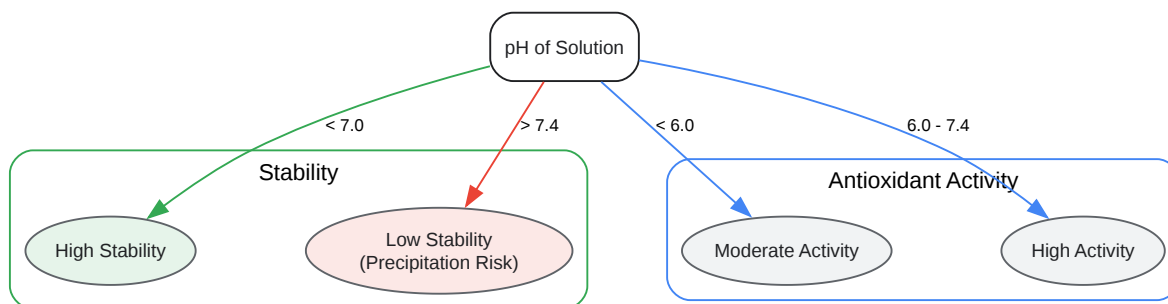 pH of Solution
< 7.0
> 7.4
< 6.0
6.0 - 7.4
Stability
Antioxidant Activity
High Stability
Low Stability
(Precipitation Risk)
Moderate Activity
High Activity